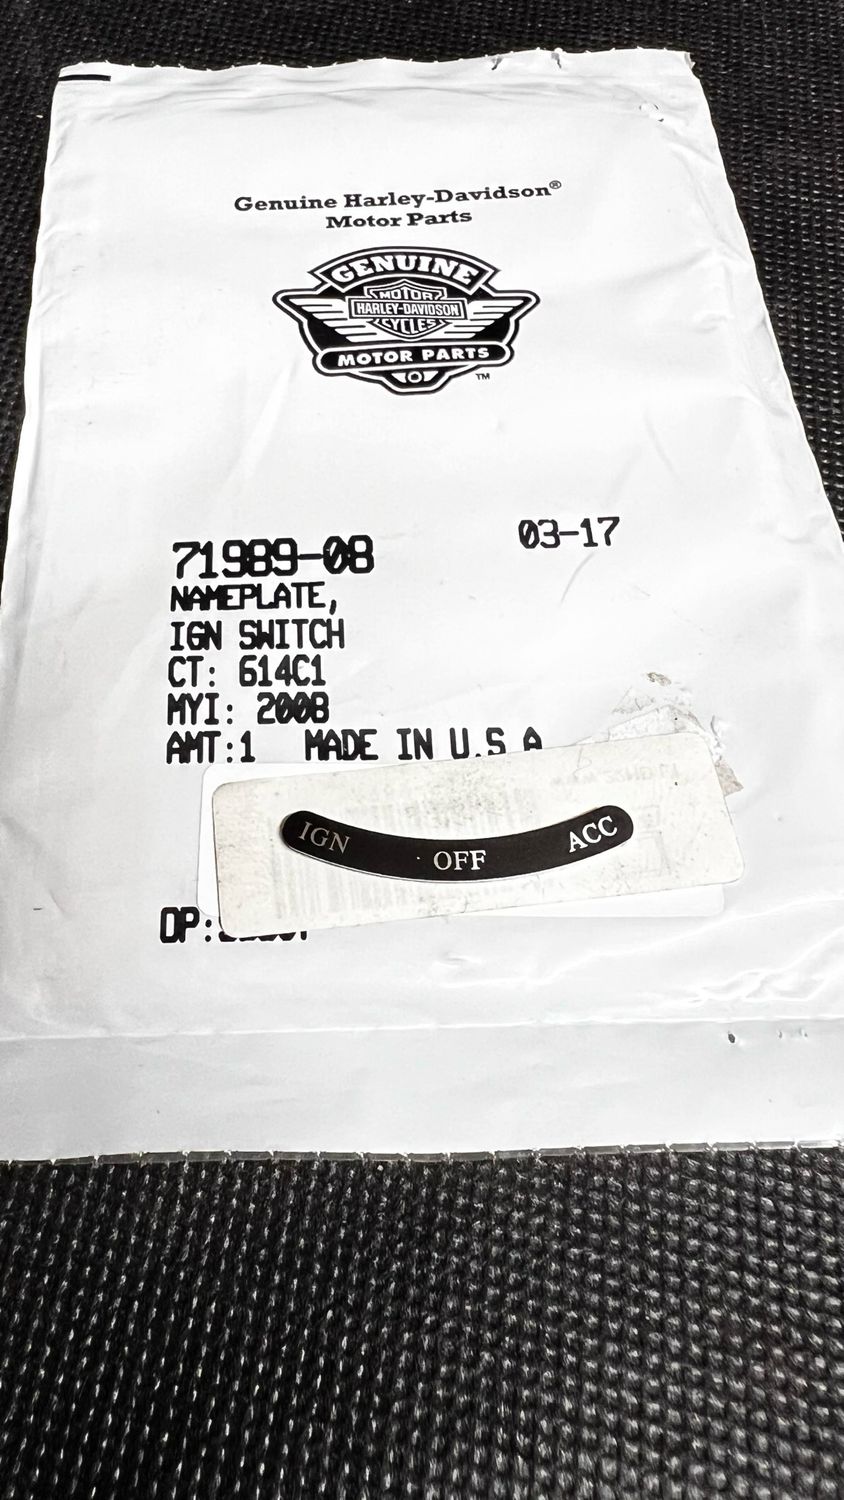 Genuine Harley-Davidson®
Motor Parts
GENUINE
MOTOR
HARLEY-DAVIDSON
CYCLES
MOTOR PARTS
™
71989-08 03-17
NAMEPLATE,
IGN SWITCH
CT: 614C1
MYI: 2008
AMT:1 MADE IN U.S A
IGN OFF ACC
OP: